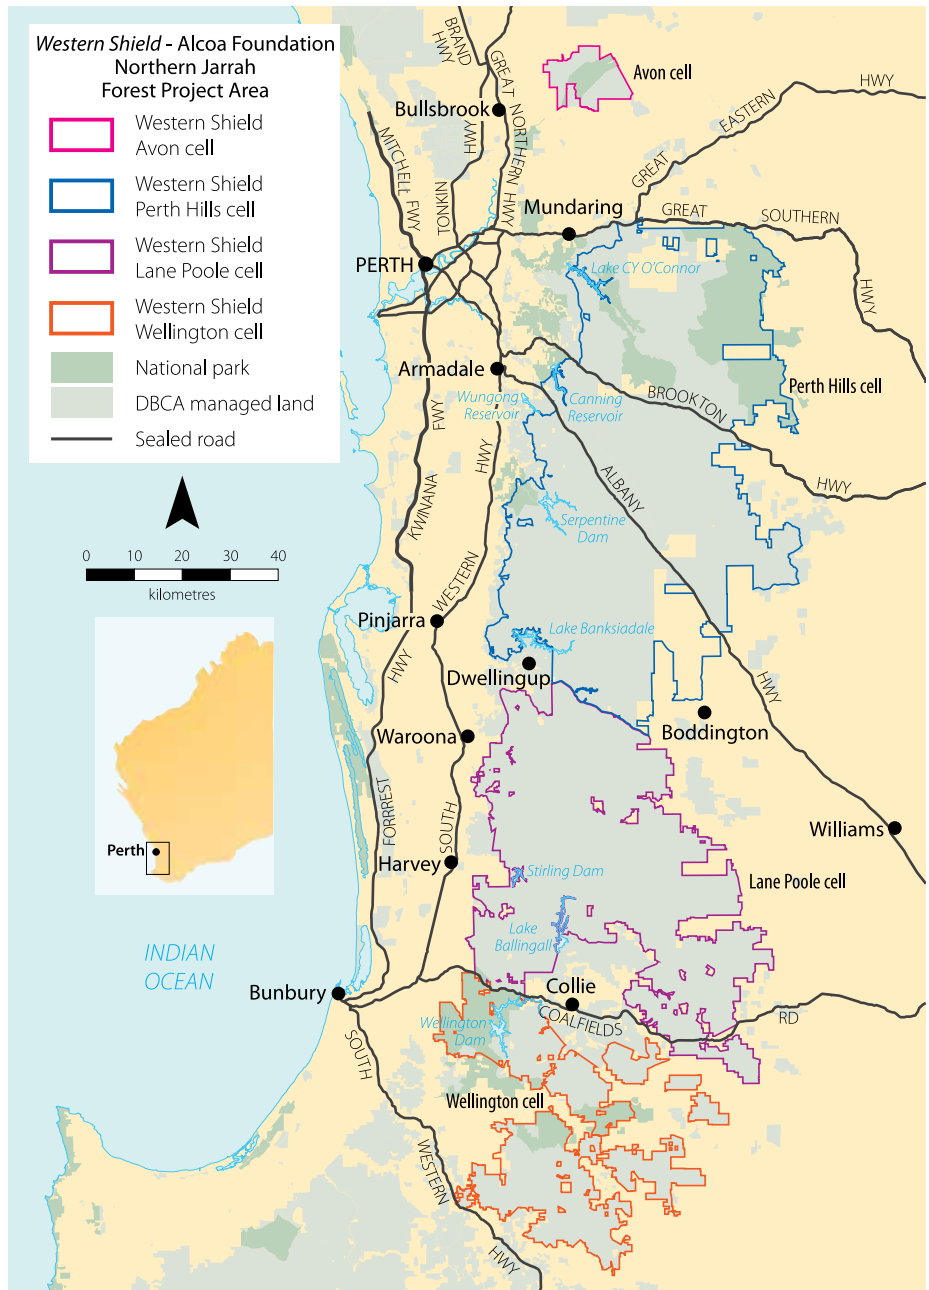 Western Shield - Alcoa Foundation
Northern Jarrah
Forest Project Area
Western Shield
Avon cell
Western Shield
Perth Hills cell
Western Shield
Lane Poole cell
Western Shield
Wellington cell
National park
DBCA managed land
Sealed road
0 10 20 30 40
kilometres
Perth
INDIAN
OCEAN
BRAND
HWY
GREAT NORTHERN HWY
Avon cell
Bullsbrook
HWY
TONKIN
MITCHELL FWY
GREAT
EASTERN
HWY
Mundaring
GREAT
SOUTHERN
HWY
PERTH
Lake CY O'Connor
Armadale
Wungong
Reservoir
Canning
Reservoir
BROOKTON
HWY
Perth Hills cell
FWY
KWINANA
HWY
WESTERN
ALBANY
HWY
Serpentine
Dam
Pinjarra
Lake Banksiadale
HWY
Dwellingup
Boddington
Waroona
FORRREST
SOUTH
Williams
Harvey
Stirling Dam
Lane Poole cell
Lake
Ballingall
Bunbury
Collie
COALFIELDS
RD
Wellington
Dam
SOUTH
Wellington cell
WESTERN
HWY